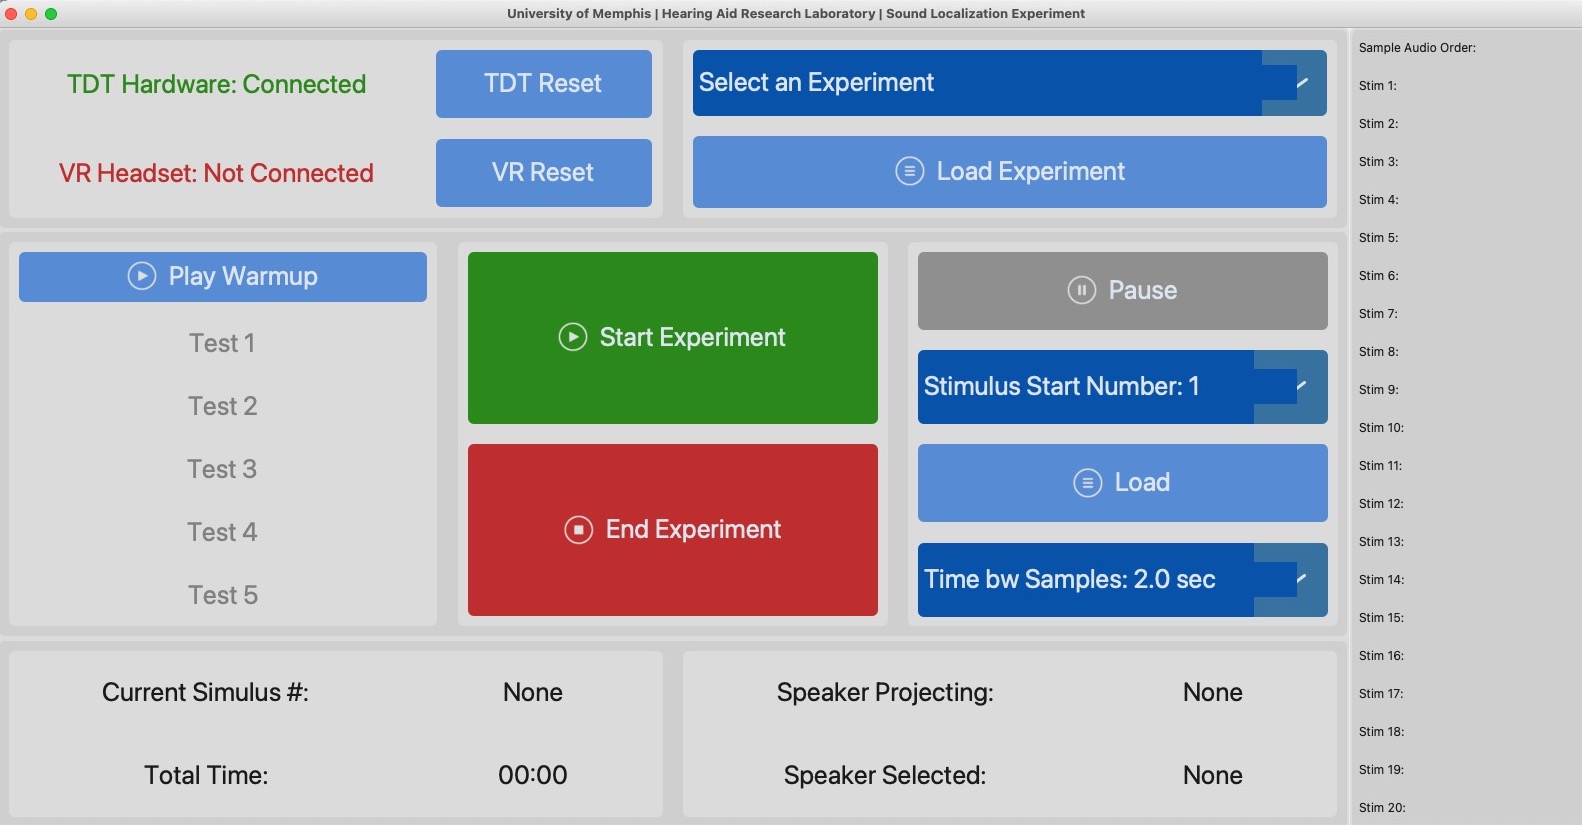 University of Memphis | Hearing Aid Research Laboratory | Sound Localization Experiment
TDT Hardware: Connected
TDT Reset
VR Headset: Not Connected
VR Reset
Select an Experiment
Load Experiment
Play Warmup
Test 1
Test 2
Test 3
Test 4
Test 5
Start Experiment
End Experiment
Pause
Stimulus Start Number: 1
Load
Time bw Samples: 2.0 sec
Current Simulus #:
None
Total Time:
00:00
Speaker Projecting:
None
Speaker Selected:
None
Sample Audio Order:
Stim 1:
Stim 2:
Stim 3:
Stim 4:
Stim 5:
Stim 6:
Stim 7:
Stim 8:
Stim 9:
Stim 10:
Stim 11:
Stim 12:
Stim 13:
Stim 14:
Stim 15:
Stim 16:
Stim 17:
Stim 18:
Stim 19:
Stim 20: